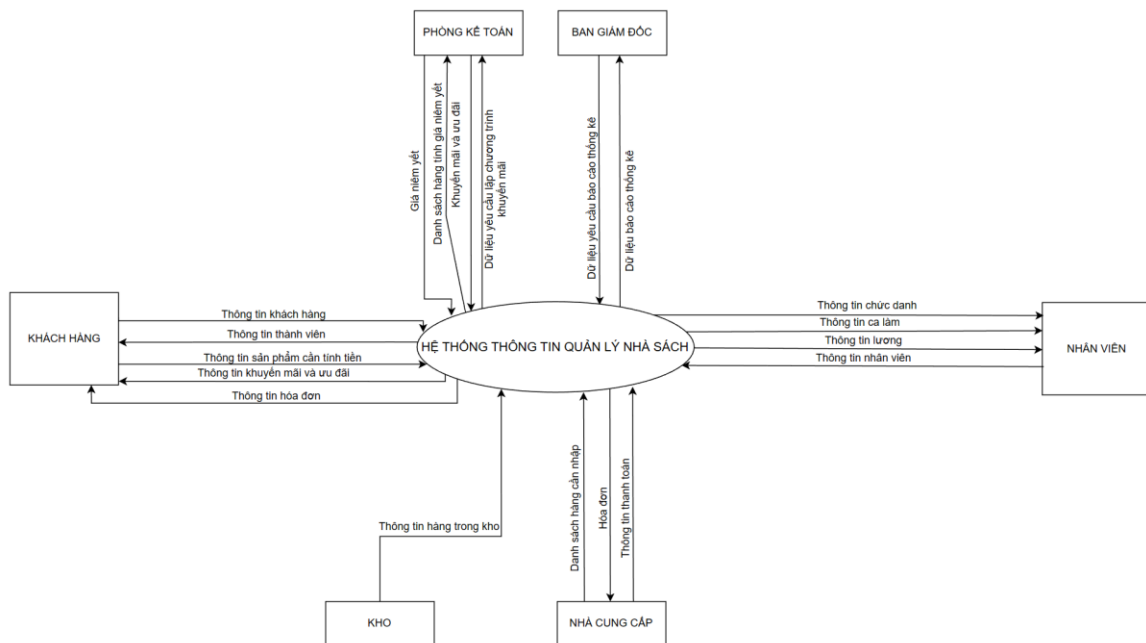 PHÒNG KẾ TOÁN
BAN GIÁM ĐỐC
Giá niêm yết
Danh sách hàng tính giá niêm yết
Khuyến mãi và ưu đãi
Dữ liệu yêu cầu lập chương trình
khuyến mãi
Dữ liệu yêu cầu báo cáo thống kê
Dữ liệu báo cáo thống kê
KHÁCH HÀNG
Thông tin khách hàng
Thông tin thành viên
Thông tin sản phẩm cần tính tiền
Thông tin khuyến mãi và ưu đãi
Thông tin hóa đơn
HỆ THỐNG THÔNG TIN QUẢN LÝ NHÀ SÁCH
Thông tin chức danh
Thông tin ca làm
Thông tin lương
Thông tin nhân viên
NHÂN VIÊN
Thông tin hàng trong kho
Danh sách hàng cần nhập
Hóa đơn
Thông tin thanh toán
KHO
NHÀ CUNG CẤP